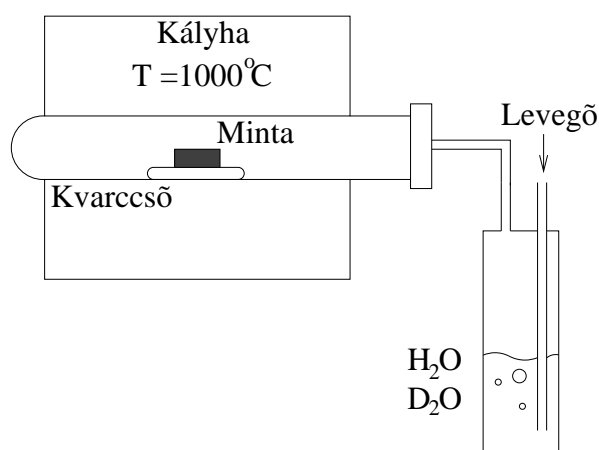 Kályha
T =1000°C
Levegõ
Minta
Kvarccsõ
H₂O
D₂O